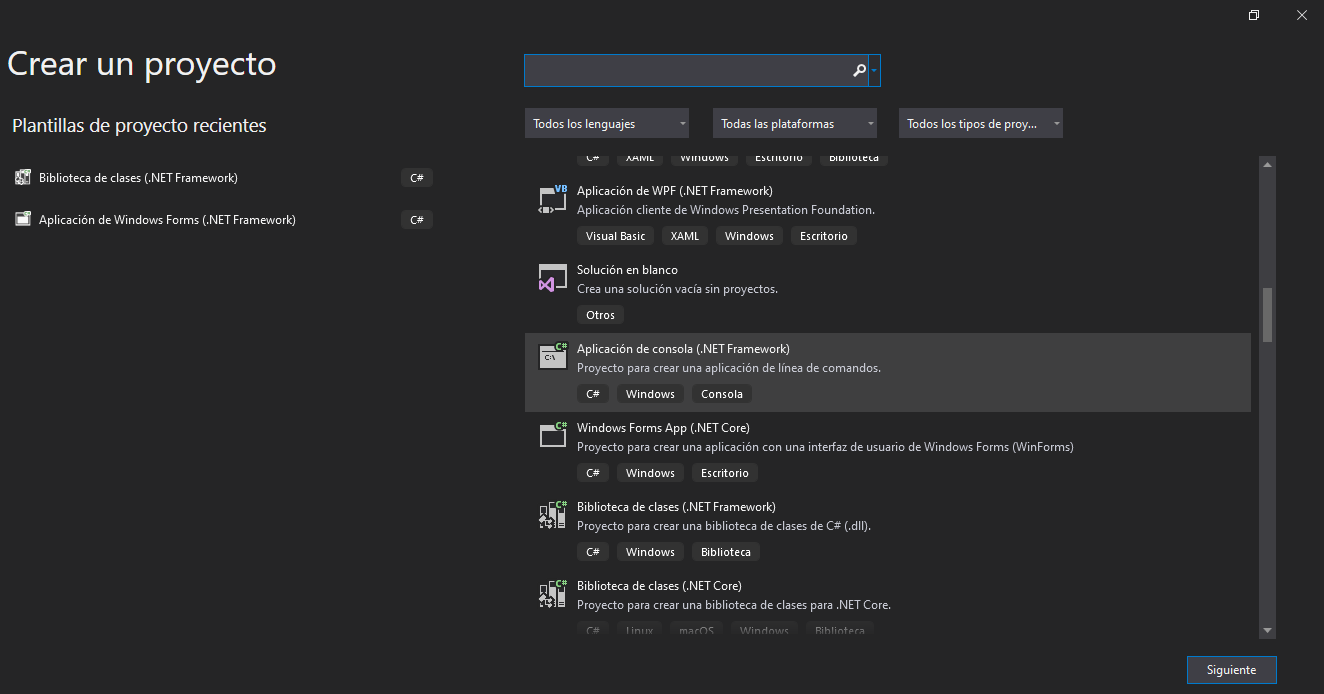 Crear un proyecto
Plantillas de proyecto recientes
Biblioteca de clases (.NET Framework) C#
Aplicación de Windows Forms (.NET Framework) C#
Todos los lenguajes Todas las plataformas Todos los tipos de proy...
C# XAML Windows Escritorio Biblioteca
VB Aplicación de WPF (.NET Framework)
Aplicación cliente de Windows Presentation Foundation.
Visual Basic XAML Windows Escritorio
Solución en blanco
Crea una solución vacía sin proyectos.
Otros
C# Aplicación de consola (.NET Framework)
C:\ Proyecto para crear una aplicación de línea de comandos.
C# Windows Consola
C# Windows Forms App (.NET Core)
Proyecto para crear una aplicación con una interfaz de usuario de Windows Forms (WinForms)
C# Windows Escritorio
C# Biblioteca de clases (.NET Framework)
Proyecto para crear una biblioteca de clases de C# (.dll).
C# Windows Biblioteca
C# Biblioteca de clases (.NET Core)
Proyecto para crear una biblioteca de clases para .NET Core.
C# Linux macOS Windows Biblioteca
Siguiente